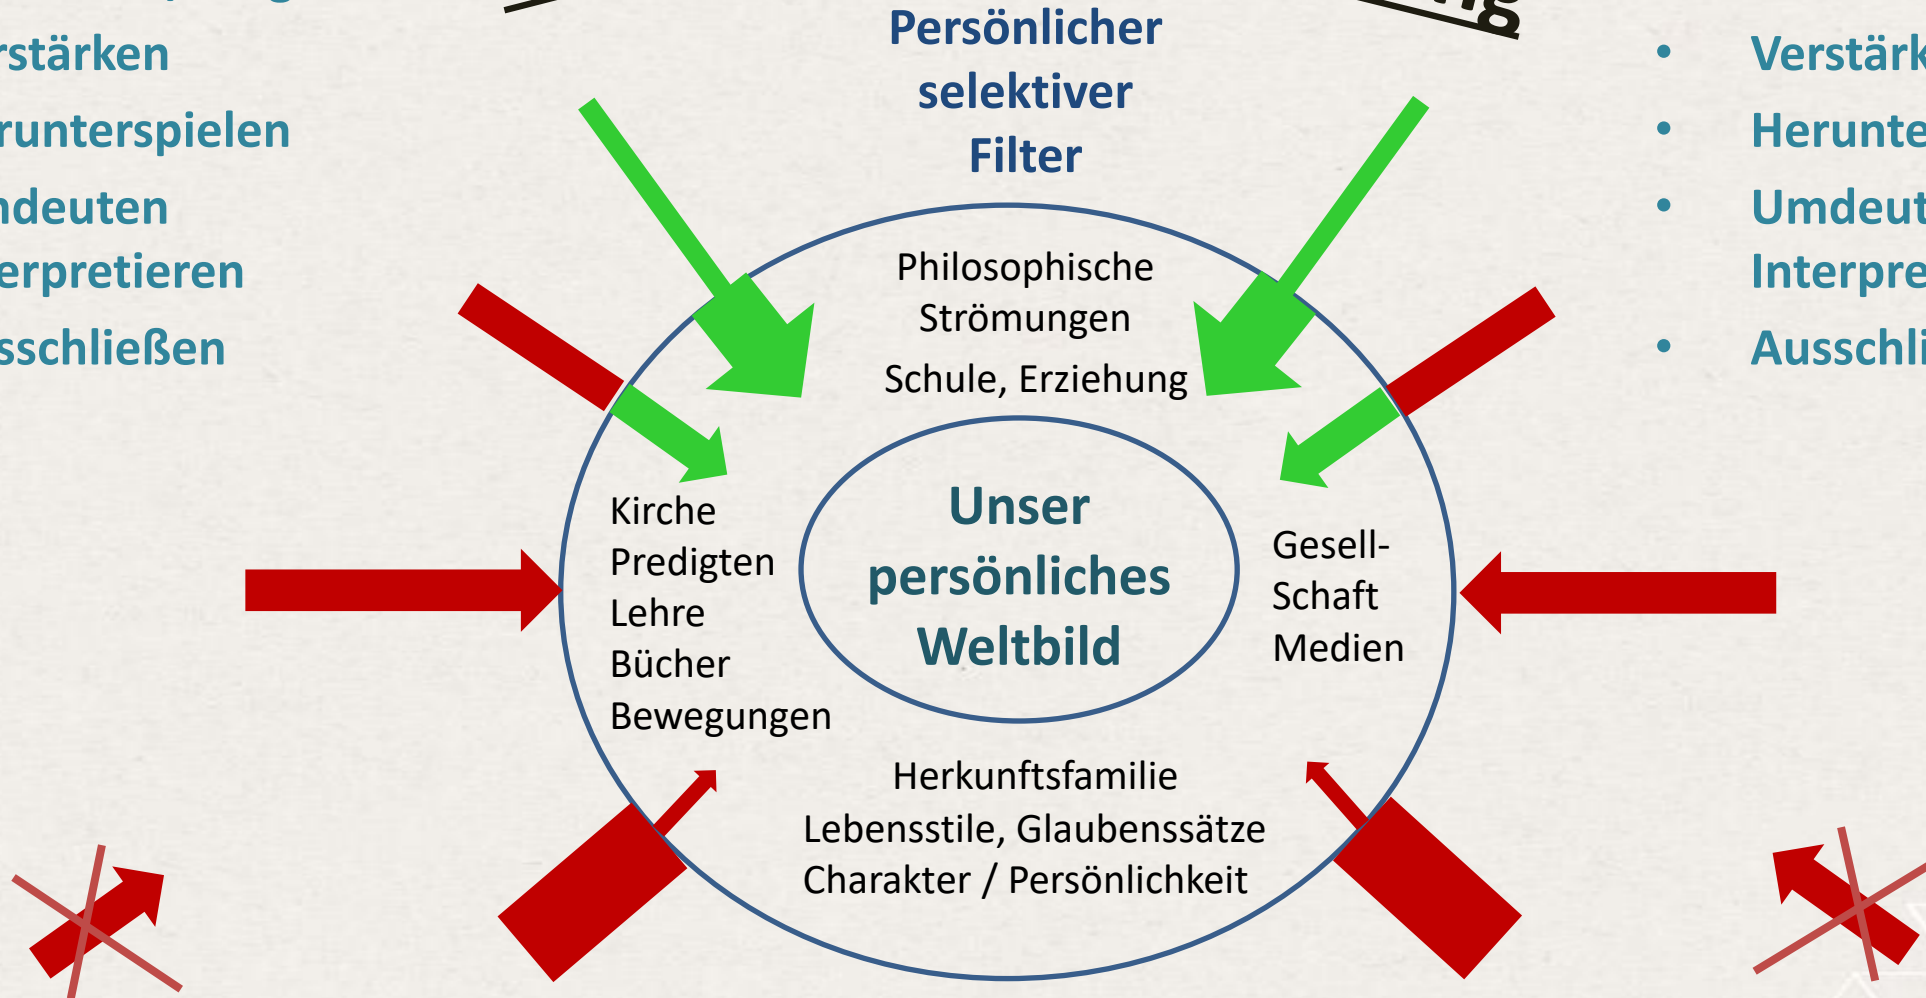 Persönlicher
selektiver
Filter
rstärken
runterspielen
ndeuten
erpretieren
sschließen
• Verstärk
• Herunte
• Umdeut
Interpre
• Ausschli
Philosophische
Strömungen
Schule, Erziehung
Kirche
Predigten
Lehre
Bücher
Bewegungen
Unser
persönliches
Weltbild
Gesell-
Schaft
Medien
Herkunftsfamilie
Lebensstile, Glaubenssätze
Charakter / Persönlichkeit